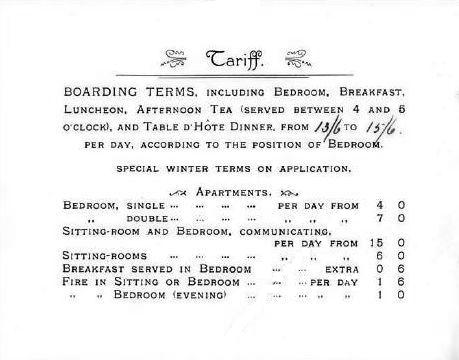 Tariff.
BOARDING TERMS, INCLUDING BEDROOM, BREAKFAST,
LUNCHEON, AFTERNOON TEA (SERVED BETWEEN 4 AND 5
O'CLOCK), AND TABLE D'HÔTE DINNER, FROM 13/6 TO 15/6.
PER DAY, ACCORDING TO THE POSITION OF BEDROOM.
SPECIAL WINTER TERMS ON APPLICATION.
APARTMENTS.
BEDROOM, SINGLE ... ... ... ... PER DAY FROM 4 0
„ DOUBLE ... ... ... ... „ „ „ 7 0
SITTING-ROOM AND BEDROOM, COMMUNICATING,
PER DAY FROM 15 0
SITTING-ROOMS ... ... ... ... „ „ „ 6 0
BREAKFAST SERVED IN BEDROOM ... ... EXTRA 0 6
FIRE IN SITTING OR BEDROOM ... ... PER DAY 1 6
„ „ BEDROOM (EVENING) ... ... ... „ „ 1 0